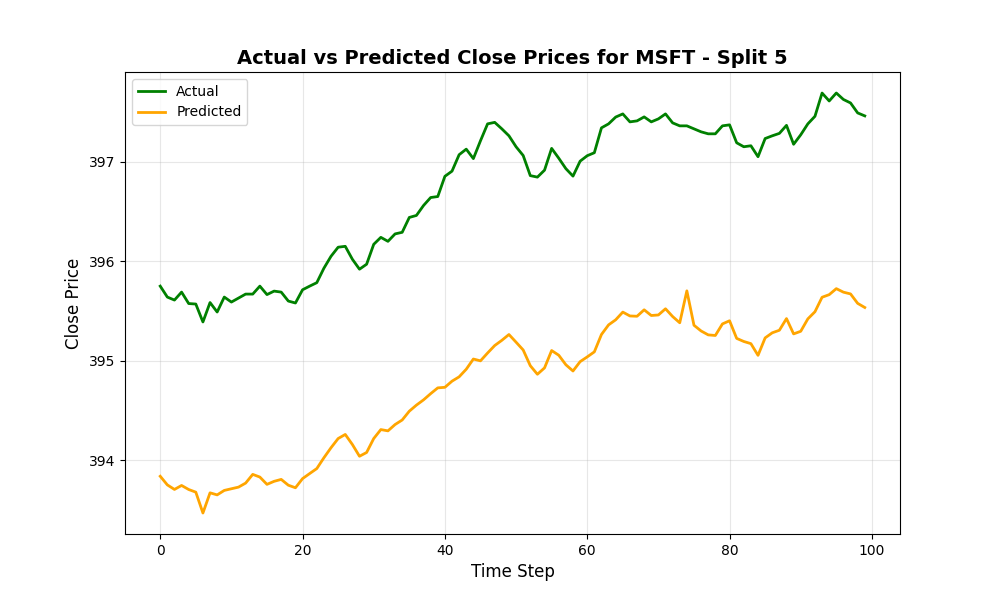 Actual vs Predicted Close Prices for MSFT - Split 5
Actual
Predicted
Close Price
397
396
395
394
0 20 40 60 80 100
Time Step